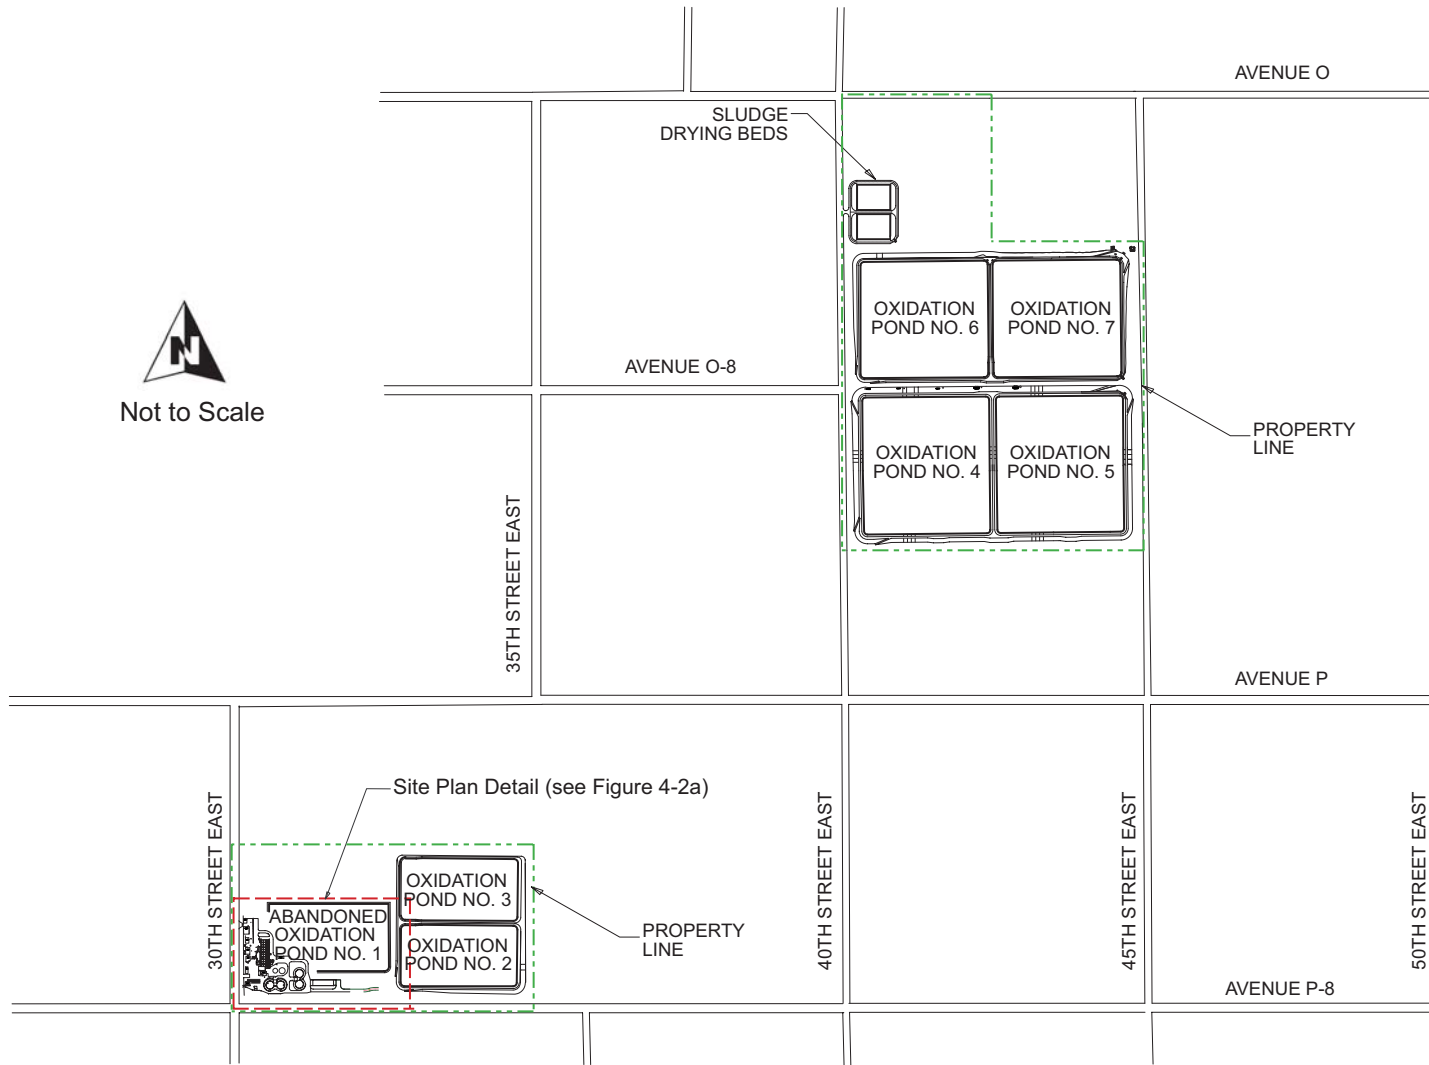 AVENUE O
SLUDGE
DRYING BEDS
OXIDATION
POND NO. 6
OXIDATION
POND NO. 7
AVENUE O-8
N
Not to Scale
PROPERTY
LINE
OXIDATION
POND NO. 4
OXIDATION
POND NO. 5
35TH STREET EAST
AVENUE P
Site Plan Detail (see Figure 4-2a)
30TH STREET EAST
40TH STREET EAST
45TH STREET EAST
50TH STREET EAST
OXIDATION
POND NO. 3
ABANDONED
OXIDATION
POND NO. 1
OXIDATION
POND NO. 2
PROPERTY
LINE
AVENUE P-8